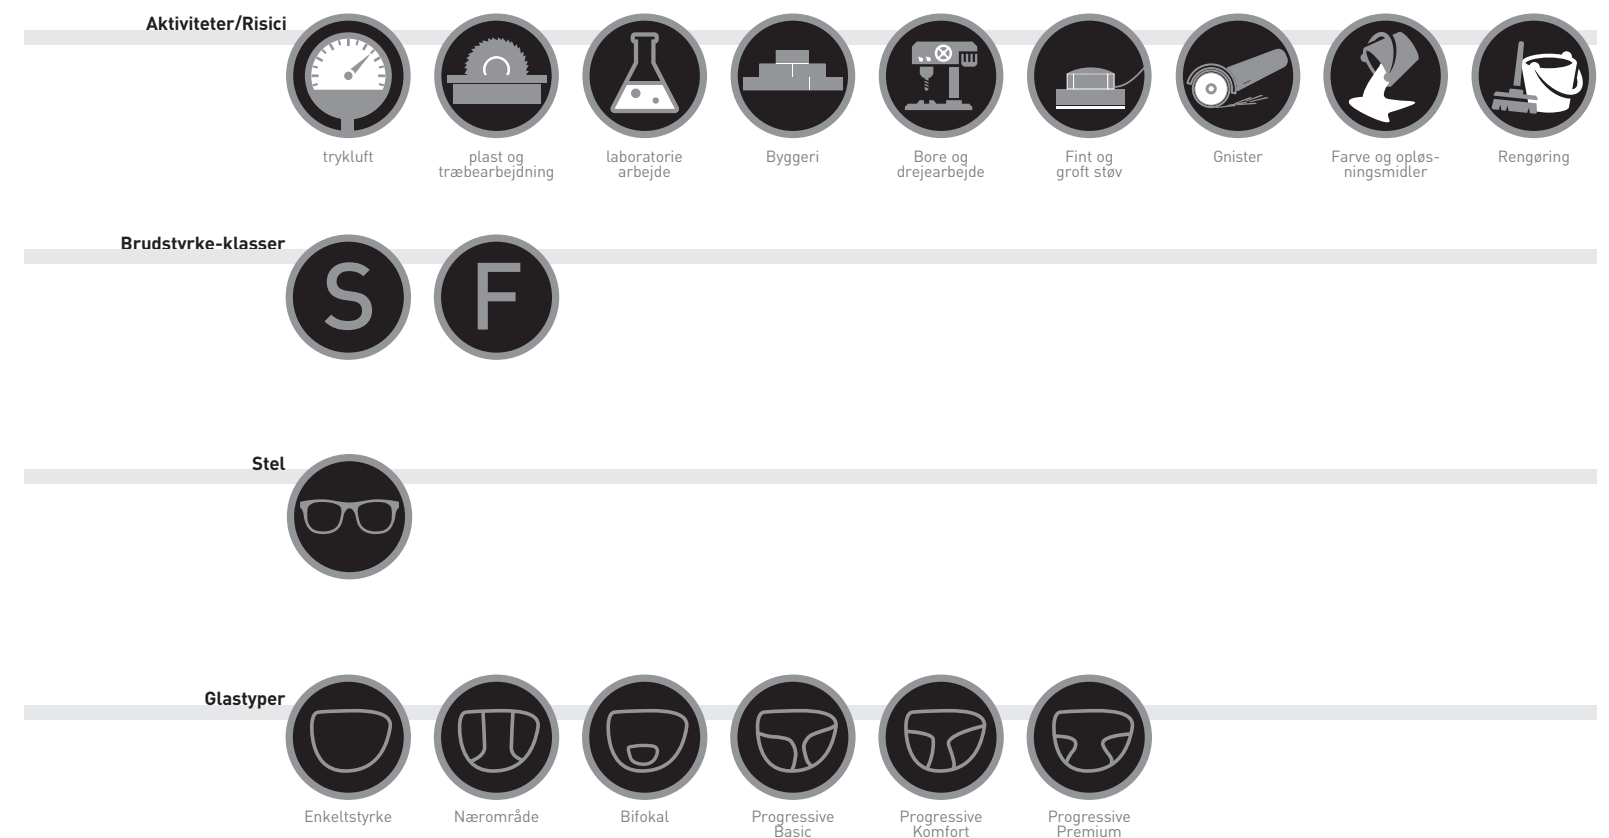 Aktiviteter/Risici
trykluft
plast og
træbearbejdning
laboratorie
arbejde
Byggeri
Bore og
drejearbejde
Fint og
groft støv
Gnister
Farve og opløs-
ningsmidler
Rengøring
Brudstyrke-klasser
S
F
Stel
Glastyper
Enkeltstyrke
Nærområde
Bifokal
Progressive
Basic
Progressive
Komfort
Progressive
Premium